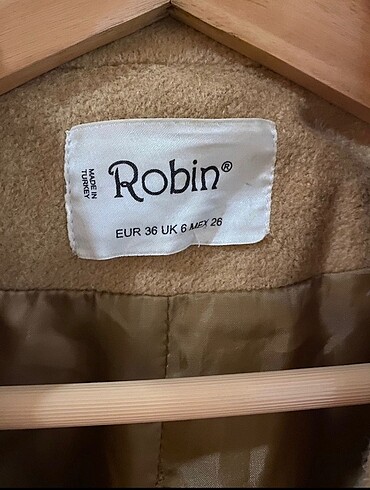 MADE IN
TURKEY
Robin®
EUR 36 UK 6 MEX 26